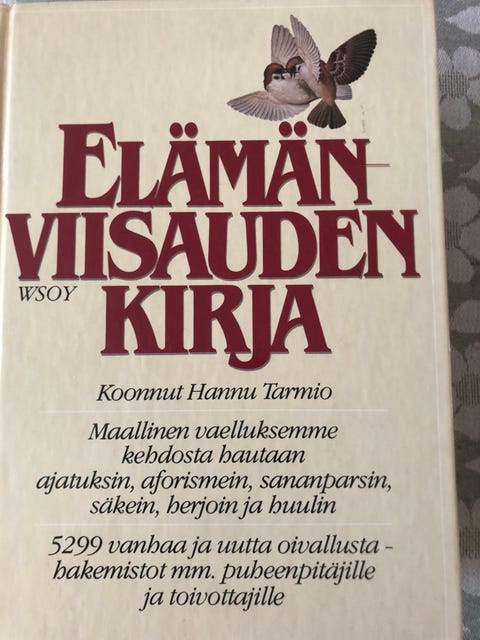 ELÄMÄN-
VIISAUDEN
WSOY
KIRJA
Koonnut Hannu Tarmio
Maallinen vaelluksemme
kehdosta hautaan
ajatuksin, aforismein, sananparsin,
säkein, herjoin ja huulin
5299 vanhaa ja uutta oivallusta -
hakemistot mm. puheenpitäjille
ja toivottajille